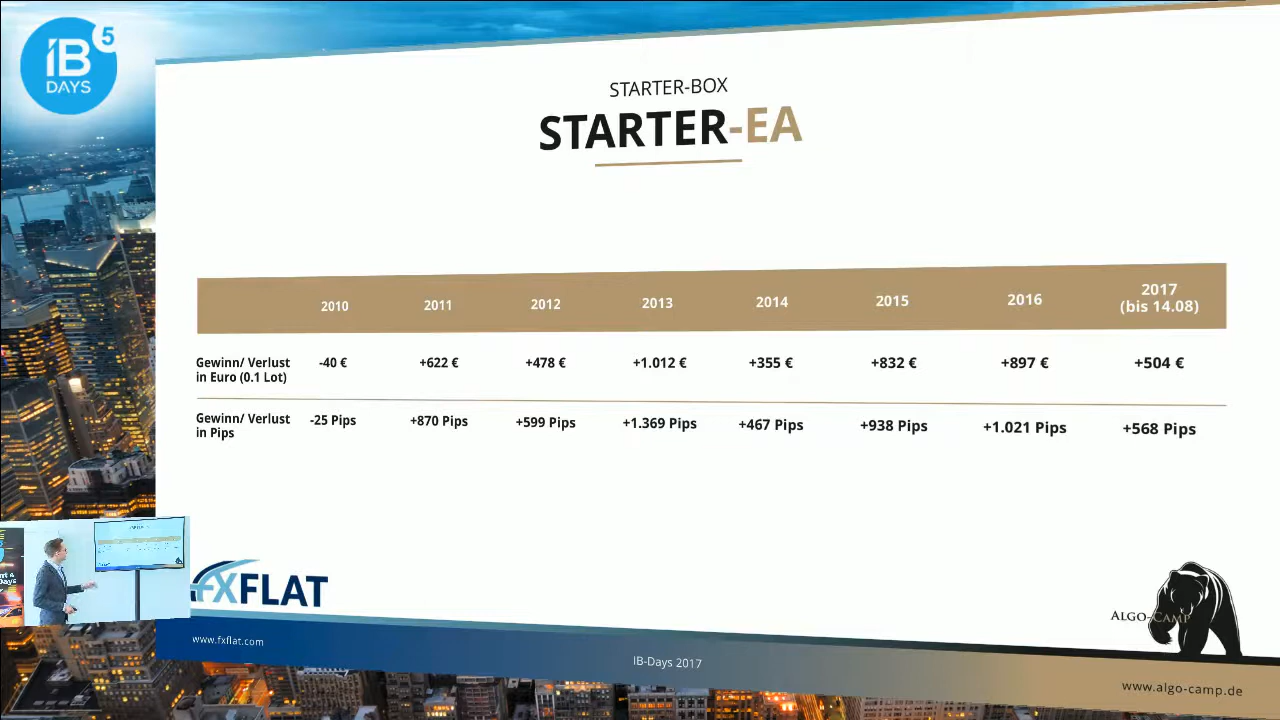 IB
5
DAYS
STARTER-BOX
STARTER-EA
2010 2011 2012 2013 2014 2015 2016 2017
(bis 14.08)
Gewinn/ Verlust
in Euro (0.1 Lot)
-40 € +622 € +478 € +1.012 € +355 € +832 € +897 € +504 €
Gewinn/ Verlust
in Pips
-25 Pips +870 Pips +599 Pips +1.369 Pips +467 Pips +938 Pips +1.021 Pips +568 Pips
FXFLAT
ALGO-CAMP
www.fxflat.com
IB-Days 2017
www.algo-camp.de